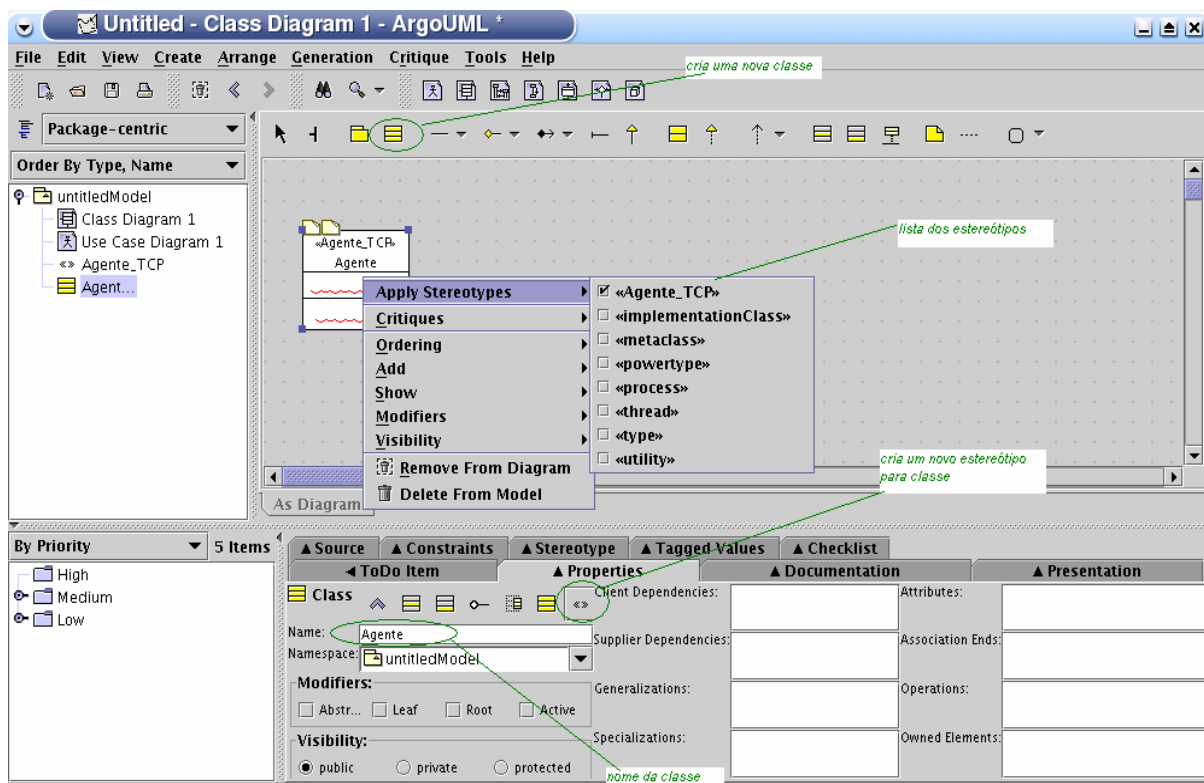 Untitled - Class Diagram 1 - ArgoUML *
File Edit View Create Arrange Generation Critique Tools Help
cria uma nova classe
Package-centric
Order By Type, Name
untitledModel
Class Diagram 1
Use Case Diagram 1
«» Agente_TCP
Agent...
«Agente_TCP»
Agente
lista dos estereótipos
Apply Stereotypes
Critiques
Ordering
Add
Show
Modifiers
Visibility
Remove From Diagram
Delete From Model
«Agente_TCP»
«implementationClass»
«metaclass»
«powertype»
«process»
«thread»
«type»
«utility»
cria um novo estereótipo
para classe
As Diagram
By Priority 5 Items
High
Medium
Low
Source Constraints Stereotype Tagged Values Checklist
ToDo Item Properties Documentation Presentation
Class «»
Name: Agente
Namespace: untitledModel
Modifiers:
Abstr... Leaf Root Active
Visibility:
public private protected
nome da classe
Client Dependencies:
Supplier Dependencies:
Generalizations:
Specializations:
Attributes:
Association Ends:
Operations:
Owned Elements: